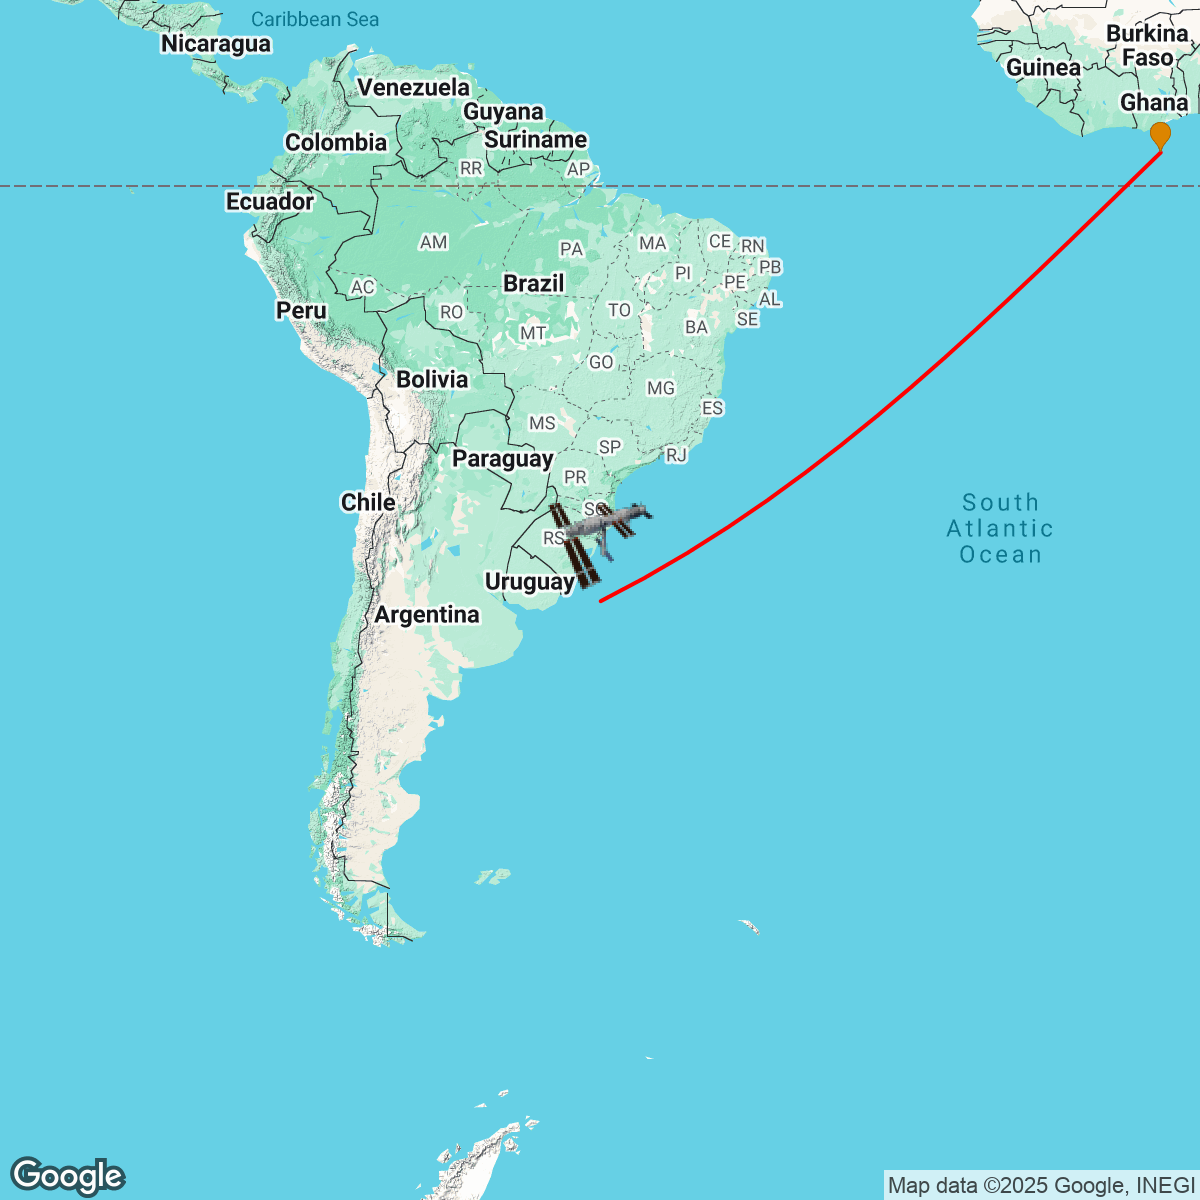 Caribbean Sea
Nicaragua
Burkina
Faso
Guinea
Venezuela
Ghana
Guyana
Colombia
Suriname
RR
AP
Ecuador
AM
PA
MA
CE
RN
PI
PB
Brazil
PE
AC
AL
Peru
RO
TO
SE
MT
BA
GO
Bolivia
MG
ES
MS
SP
RJ
Paraguay
PR
Chile
South
Atlantic
Ocean
RS
Uruguay
Argentina
Google
Map data ©2025 Google, INEGI